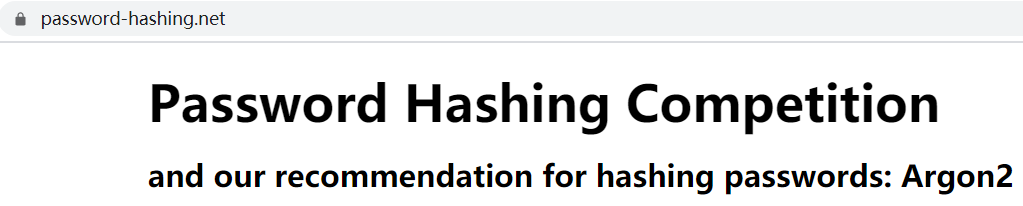 password-hashing.net
Password Hashing Competition
and our recommendation for hashing passwords: Argon2